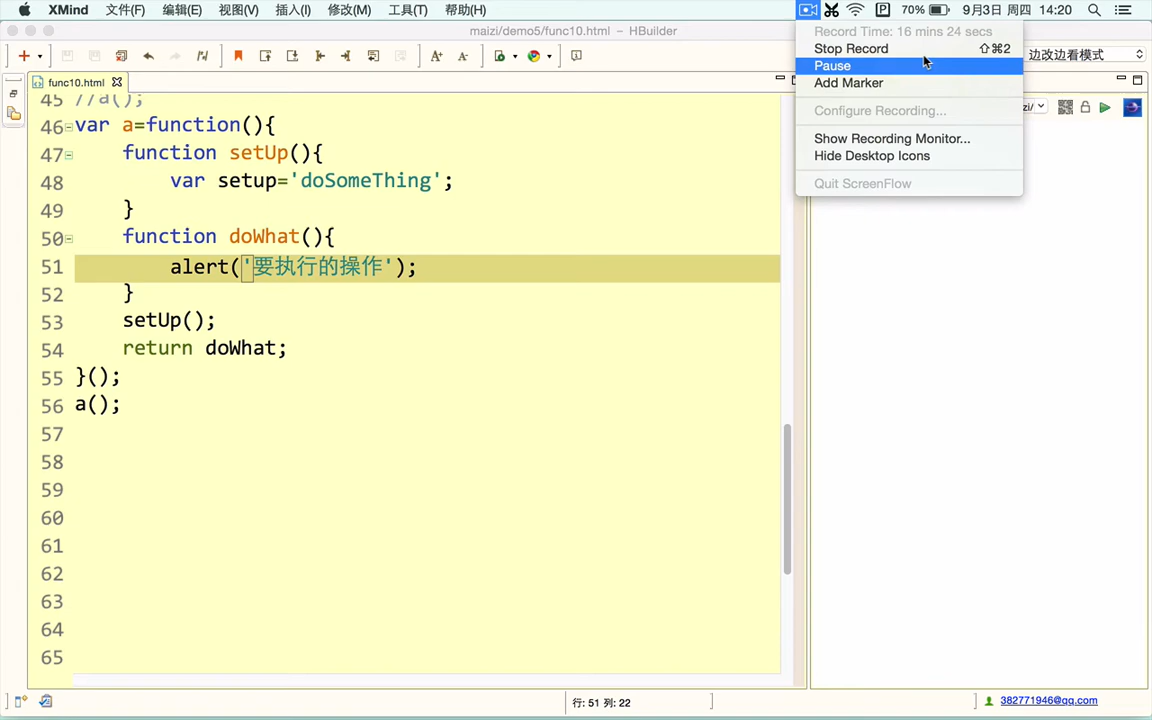 XMind 文件(F) 编辑(E) 视图(V) 插入(I) 修改(M) 工具(T) 帮助(H) 70% 9月3日 周四 14:20
maizi/demo5/func10.html – HBuilder
Record Time: 16 mins 24 secs
Stop Record ⇧⌘2
Pause
Add Marker
Configure Recording...
Show Recording Monitor...
Hide Desktop Icons
Quit ScreenFlow
边改边看模式
func10.html
zi/
45 //a();
46 var a=function(){
47 function setUp(){
48 var setup='doSomeThing';
49 }
50 function doWhat(){
51 alert('要执行的操作');
52 }
53 setUp();
54 return doWhat;
55 }();
56 a();
57
58
59
60
61
62
63
64
65
行: 51 列: 22
382771946@qq.com